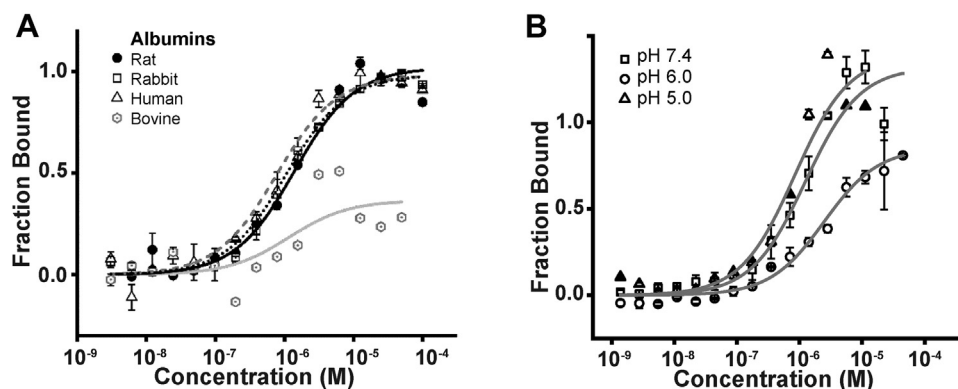 A
Albumins
Rat
Rabbit
Human
Bovine
Fraction Bound
1.0
0.5
0.0
10⁻⁹ 10⁻⁸ 10⁻⁷ 10⁻⁶ 10⁻⁵ 10⁻⁴
Concentration (M)
B
pH 7.4
pH 6.0
pH 5.0
Fraction Bound
1.0
0.5
0.0
10⁻⁹ 10⁻⁸ 10⁻⁷ 10⁻⁶ 10⁻⁵ 10⁻⁴
Concentration (M)